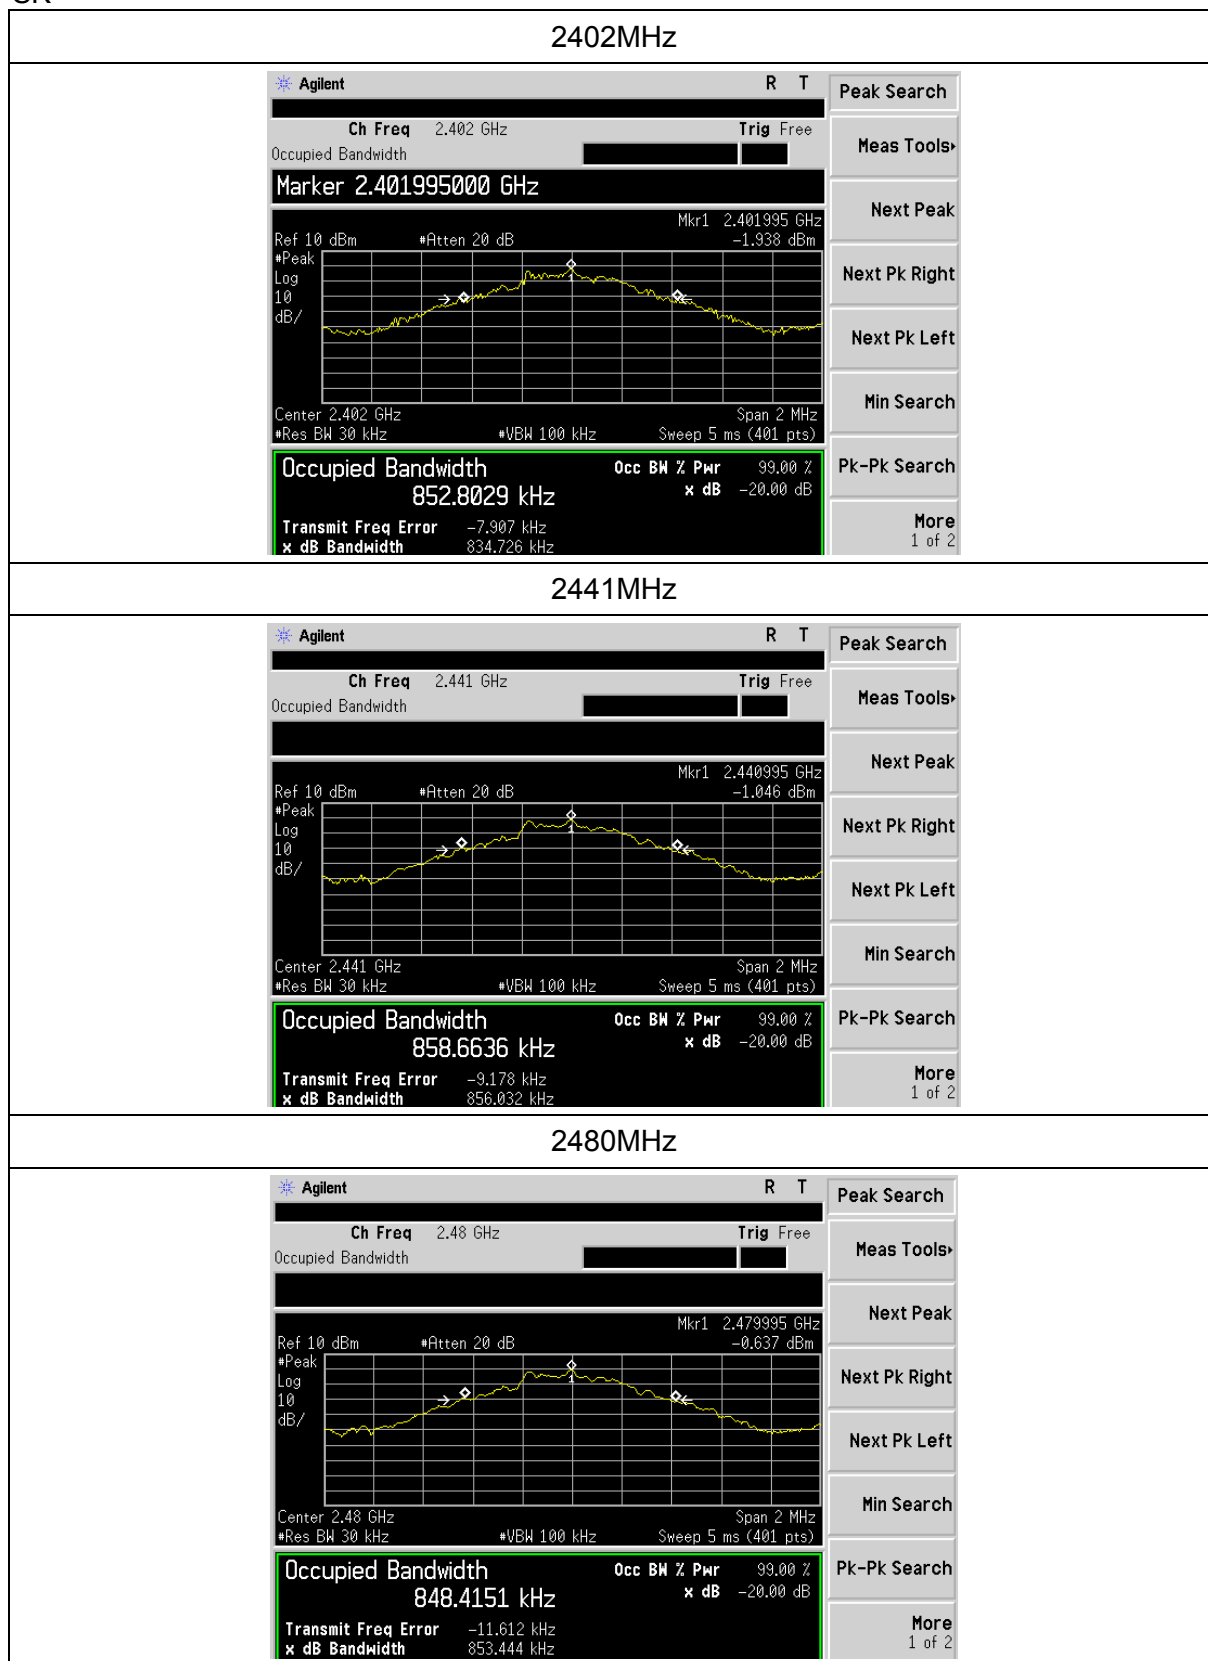 2402MHz
Agilent R T
Peak Search
Ch Freq 2.402 GHz Trig Free
Occupied Bandwidth
Meas Tools
Marker 2.401995000 GHz
Next Peak
Mkr1 2.401995 GHz
Ref 10 dBm #Atten 20 dB -1.938 dBm
#Peak
Log
10
dB/
1
Next Pk Right
Next Pk Left
Min Search
Center 2.402 GHz Span 2 MHz
#Res BW 30 kHz #VBW 100 kHz Sweep 5 ms (401 pts)
Occupied Bandwidth Occ BW % Pwr 99.00 %
852.8029 kHz x dB -20.00 dB
Pk-Pk Search
Transmit Freq Error -7.907 kHz
x dB Bandwidth 834.726 kHz
More
1 of 2
2441MHz
Agilent R T
Peak Search
Ch Freq 2.441 GHz Trig Free
Occupied Bandwidth
Meas Tools
Next Peak
Mkr1 2.440995 GHz
Ref 10 dBm #Atten 20 dB -1.046 dBm
#Peak
Log
10
dB/
1
Next Pk Right
Next Pk Left
Min Search
Center 2.441 GHz Span 2 MHz
#Res BW 30 kHz #VBW 100 kHz Sweep 5 ms (401 pts)
Occupied Bandwidth Occ BW % Pwr 99.00 %
858.6636 kHz x dB -20.00 dB
Pk-Pk Search
Transmit Freq Error -9.178 kHz
x dB Bandwidth 856.032 kHz
More
1 of 2
2480MHz
Agilent R T
Peak Search
Ch Freq 2.48 GHz Trig Free
Occupied Bandwidth
Meas Tools
Next Peak
Mkr1 2.479995 GHz
Ref 10 dBm #Atten 20 dB -0.637 dBm
#Peak
Log
10
dB/
1
Next Pk Right
Next Pk Left
Min Search
Center 2.48 GHz Span 2 MHz
#Res BW 30 kHz #VBW 100 kHz Sweep 5 ms (401 pts)
Occupied Bandwidth Occ BW % Pwr 99.00 %
848.4151 kHz x dB -20.00 dB
Pk-Pk Search
Transmit Freq Error -11.612 kHz
x dB Bandwidth 853.444 kHz
More
1 of 2